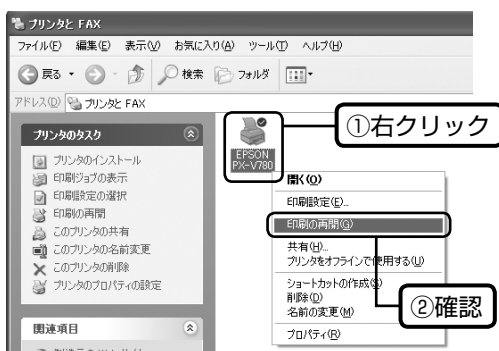 プリンタと FAX
ファイル(F) 編集(E) 表示(V) お気に入り(A) ツール(T) ヘルプ(H)
戻る 検索 フォルダ
アドレス(D) プリンタと FAX
プリンタのタスク
プリンタのインストール
印刷ジョブの表示
印刷設定の選択
印刷の再開
このプリンタの共有
このプリンタの名前変更
このプリンタの削除
プリンタのプロパティの設定
関連項目
EPSON
PX-V780
①右クリック
開く(O)
印刷設定(E)...
印刷の再開(G)
共有(H)...
プリンタをオフラインで使用する(U)
ショートカットの作成(S)
削除(D)
名前の変更(M)
プロパティ(R)
②確認